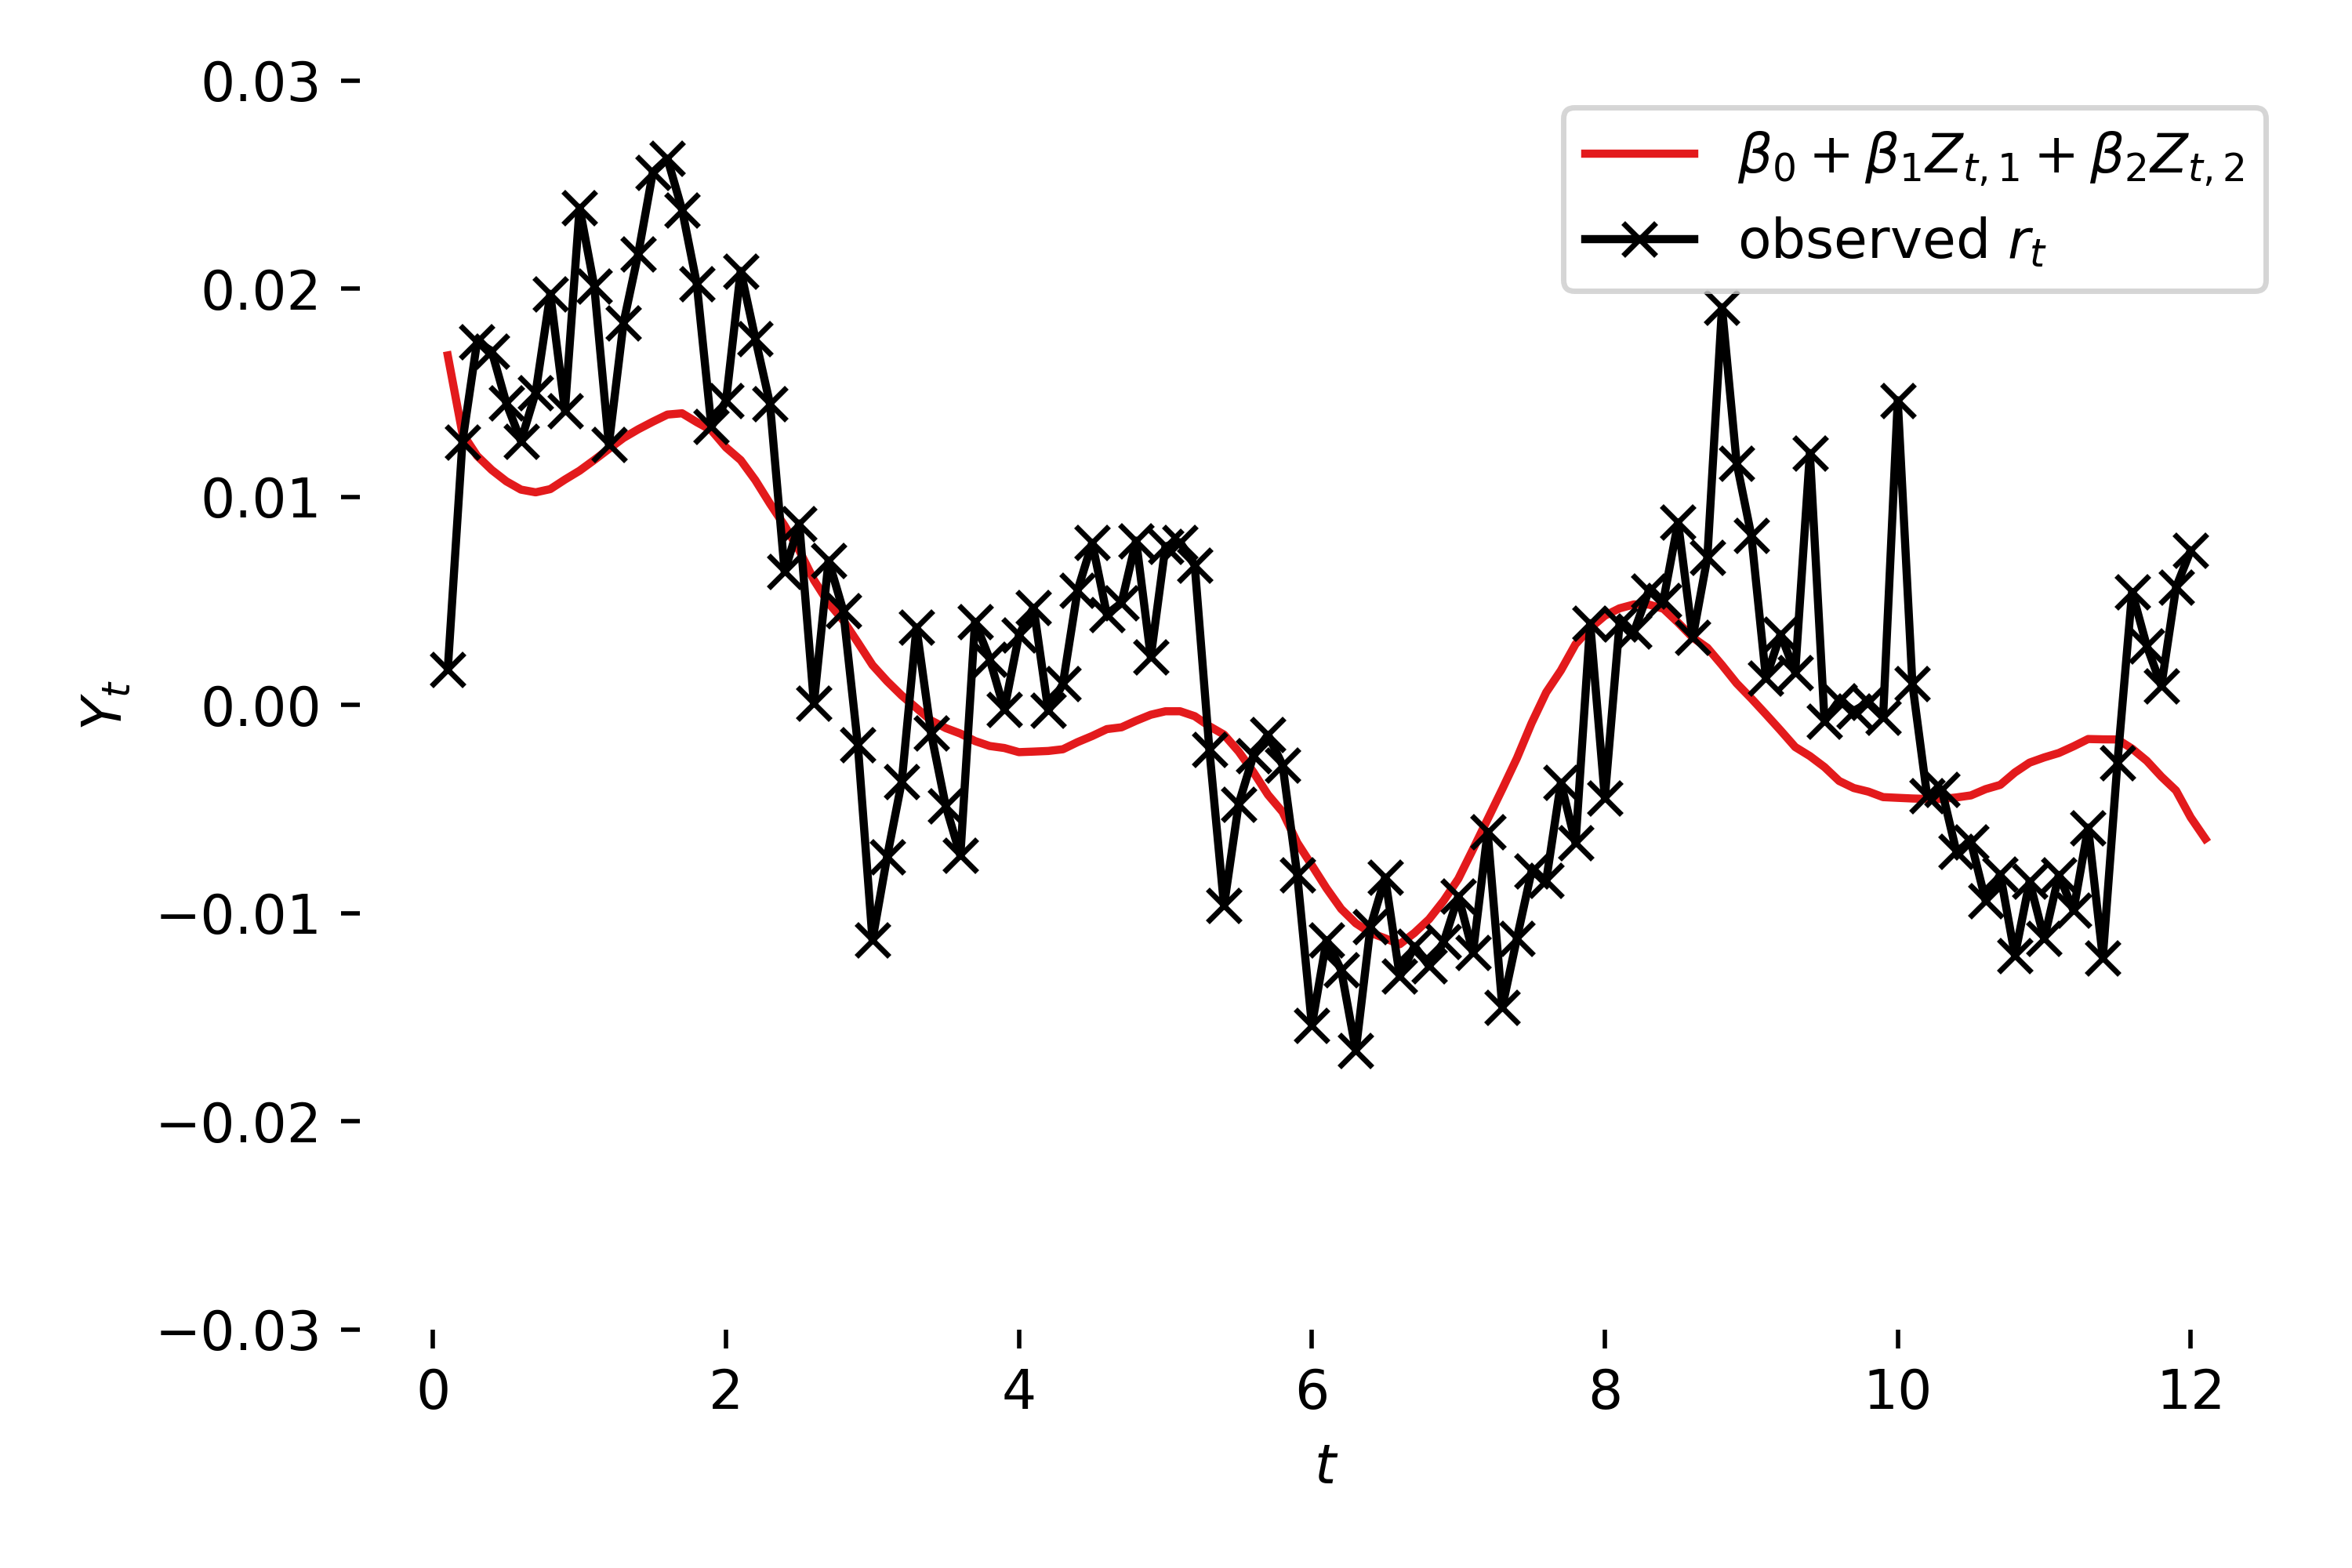 0.03
0.02
0.01
0.00
−0.01
−0.02
−0.03
Y_t
0 2 4 6 8 10 12
t
β₀ + β₁Z_{t, 1} + β₂Z_{t, 2}
observed r_t